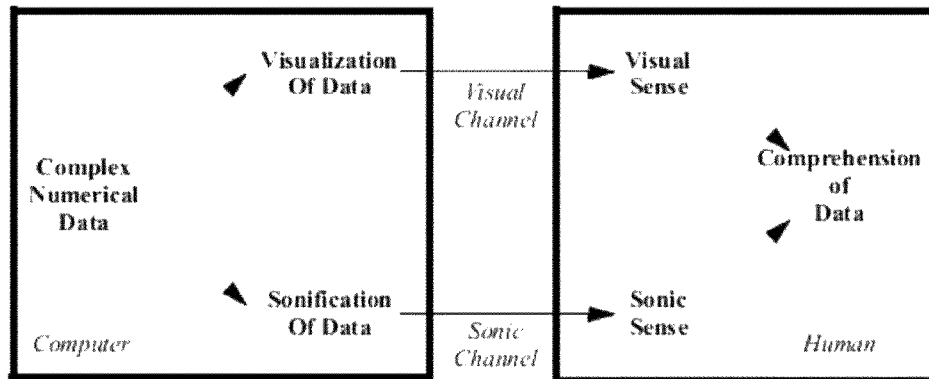 Visualization
Of Data
Visual
Channel
Visual
Sense
Complex
Numerical
Data
Comprehension
of
Data
Sonification
Of Data
Sonic
Channel
Sonic
Sense
Computer
Human